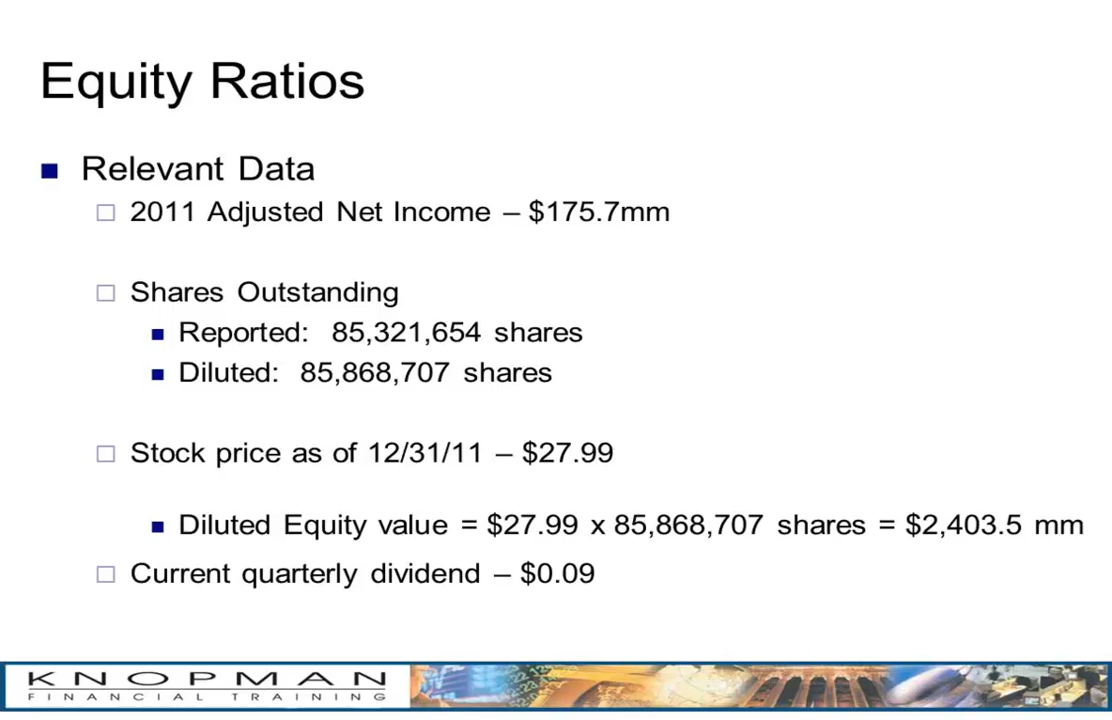 Equity Ratios
Relevant Data
2011 Adjusted Net Income – $175.7mm
Shares Outstanding
Reported: 85,321,654 shares
Diluted: 85,868,707 shares
Stock price as of 12/31/11 – $27.99
Diluted Equity value = $27.99 x 85,868,707 shares = $2,403.5 mm
Current quarterly dividend – $0.09
KNOPMAN
FINANCIAL TRAINING